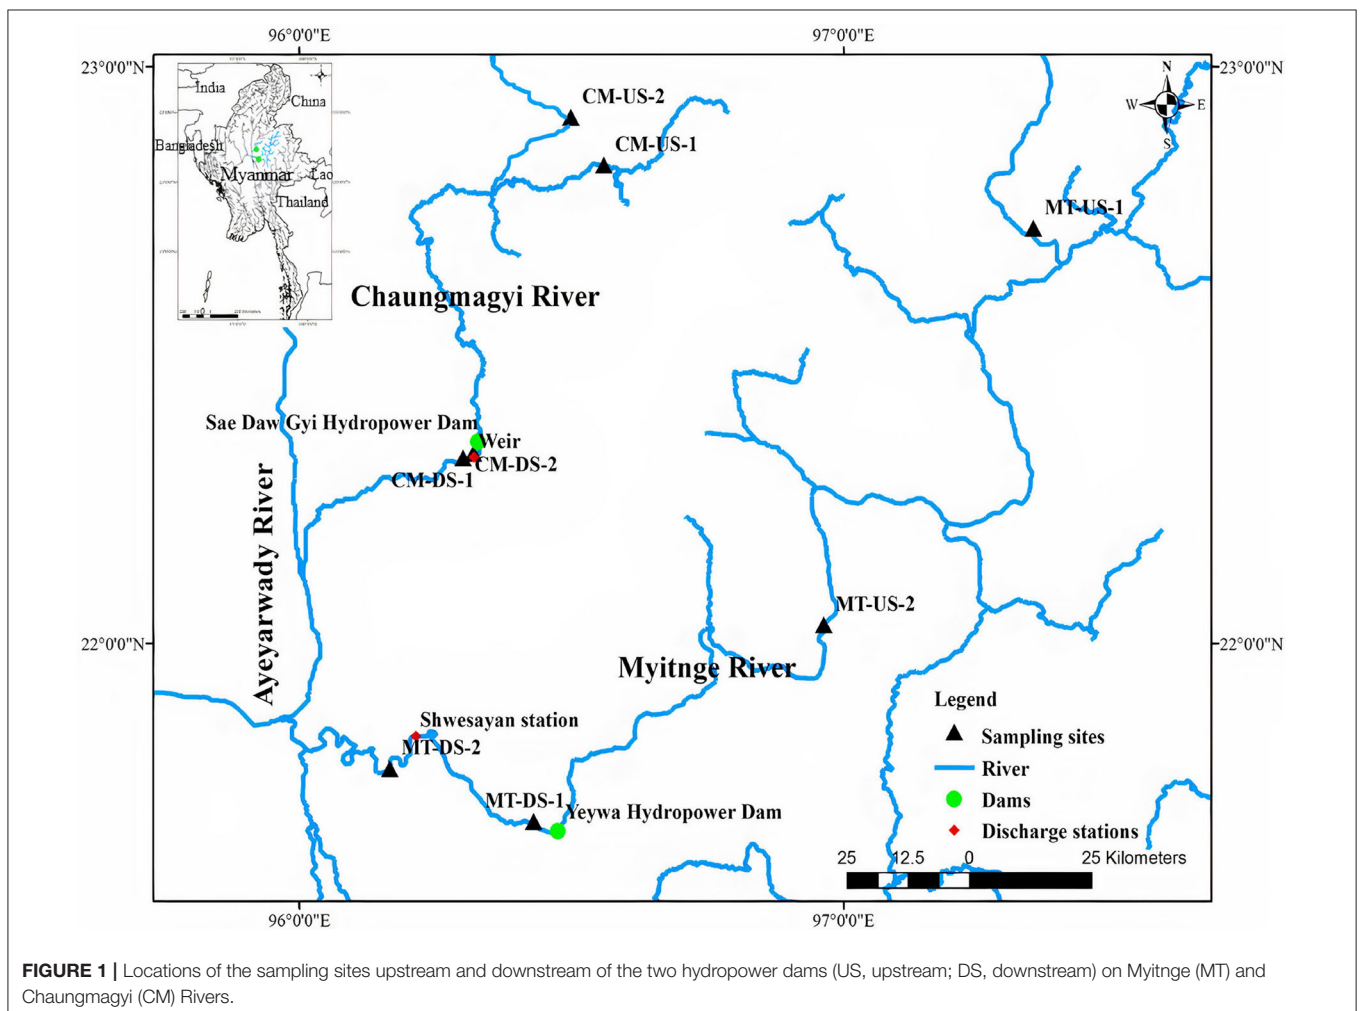 96°0'0"E
97°0'0"E
23°0'0"N
23°0'0"N
India
China
Bangladesh
Myanmar
Lao
Thailand
N
W
E
S
CM-US-2
CM-US-1
MT-US-1
Chaungmagyi River
Sae Daw Gyi Hydropower Dam
Weir
CM-DS-2
CM-DS-1
Ayeyarwady River
MT-US-2
22°0'0"N
22°0'0"N
Myitnge River
Shwesayan station
MT-DS-2
MT-DS-1
Yeywa Hydropower Dam
Legend
Sampling sites
River
Dams
Discharge stations
25 12.5 0 25 Kilometers
96°0'0"E
97°0'0"E
FIGURE 1 | Locations of the sampling sites upstream and downstream of the two hydropower dams (US, upstream; DS, downstream) on Myitnge (MT) and
Chaungmagyi (CM) Rivers.